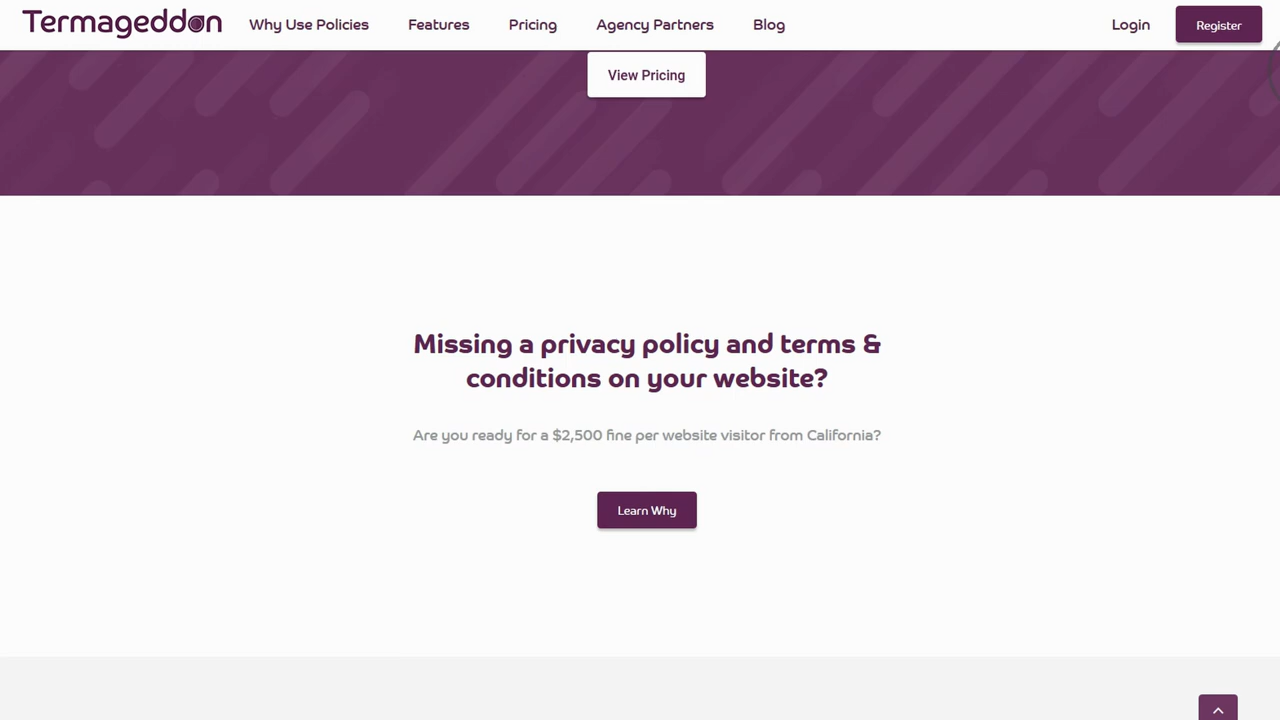 Termageddon Why Use Policies Features Pricing Agency Partners Blog Login Register
View Pricing
Missing a privacy policy and terms &
conditions on your website?
Are you ready for a $2,500 fine per website visitor from California?
Learn Why